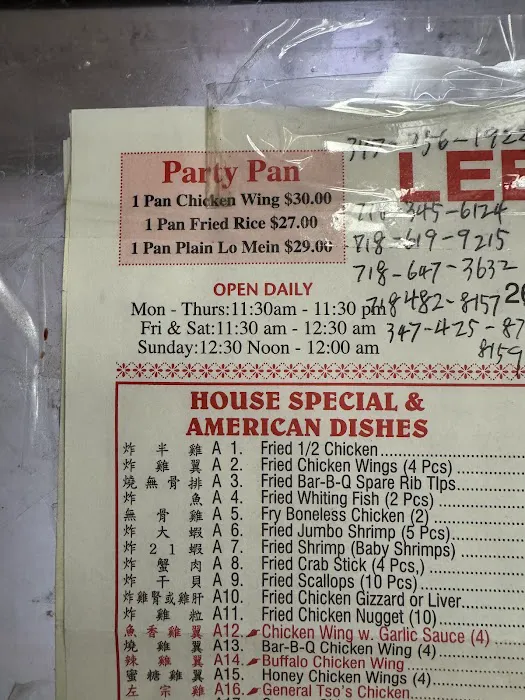 Party Pan
1 Pan Chicken Wing $30.00
1 Pan Fried Rice $27.00
1 Pan Plain Lo Mein $29.00
LEE
345-6124
718-619-9215
718-647-3632
718 482-8157
347-425-87
8159
OPEN DAILY
Mon - Thurs:11:30am - 11:30 pm
Fri & Sat:11:30 am - 12:30 am
Sunday:12:30 Noon - 12:00 am
HOUSE SPECIAL &
AMERICAN DISHES
炸半雞 A 1. Fried 1/2 Chicken
炸雞翼 A 2. Fried Chicken Wings (4 Pcs)
燒無骨排 A 3. Fried Bar-B-Q Spare Rib TIps
炸魚 A 4. Fried Whiting Fish (2 Pcs)
無骨雞 A 5. Fry Boneless Chicken (2)
炸大蝦 A 6. Fried Jumbo Shrimp (5 Pcs)
炸21蝦 A 7. Fried Shrimp (Baby Shrimps)
炸蟹肉 A 8. Fried Crab Stick (4 Pcs,)
炸干貝 A 9. Fried Scallops (10 Pcs)
炸雞腎或雞肝 A10. Fried Chicken Gizzard or Liver
炸雞粒 A11. Fried Chicken Nugget (10)
魚香雞翼 A12. Chicken Wing w. Garlic Sauce (4)
燒雞翼 A13. Bar-B-Q Chicken Wing (4)
辣雞翼 A14. Buffalo Chicken Wing
蜜糖雞翼 A15. Honey Chicken Wings (4)
左宗雞 A16. General Tso's Chicken